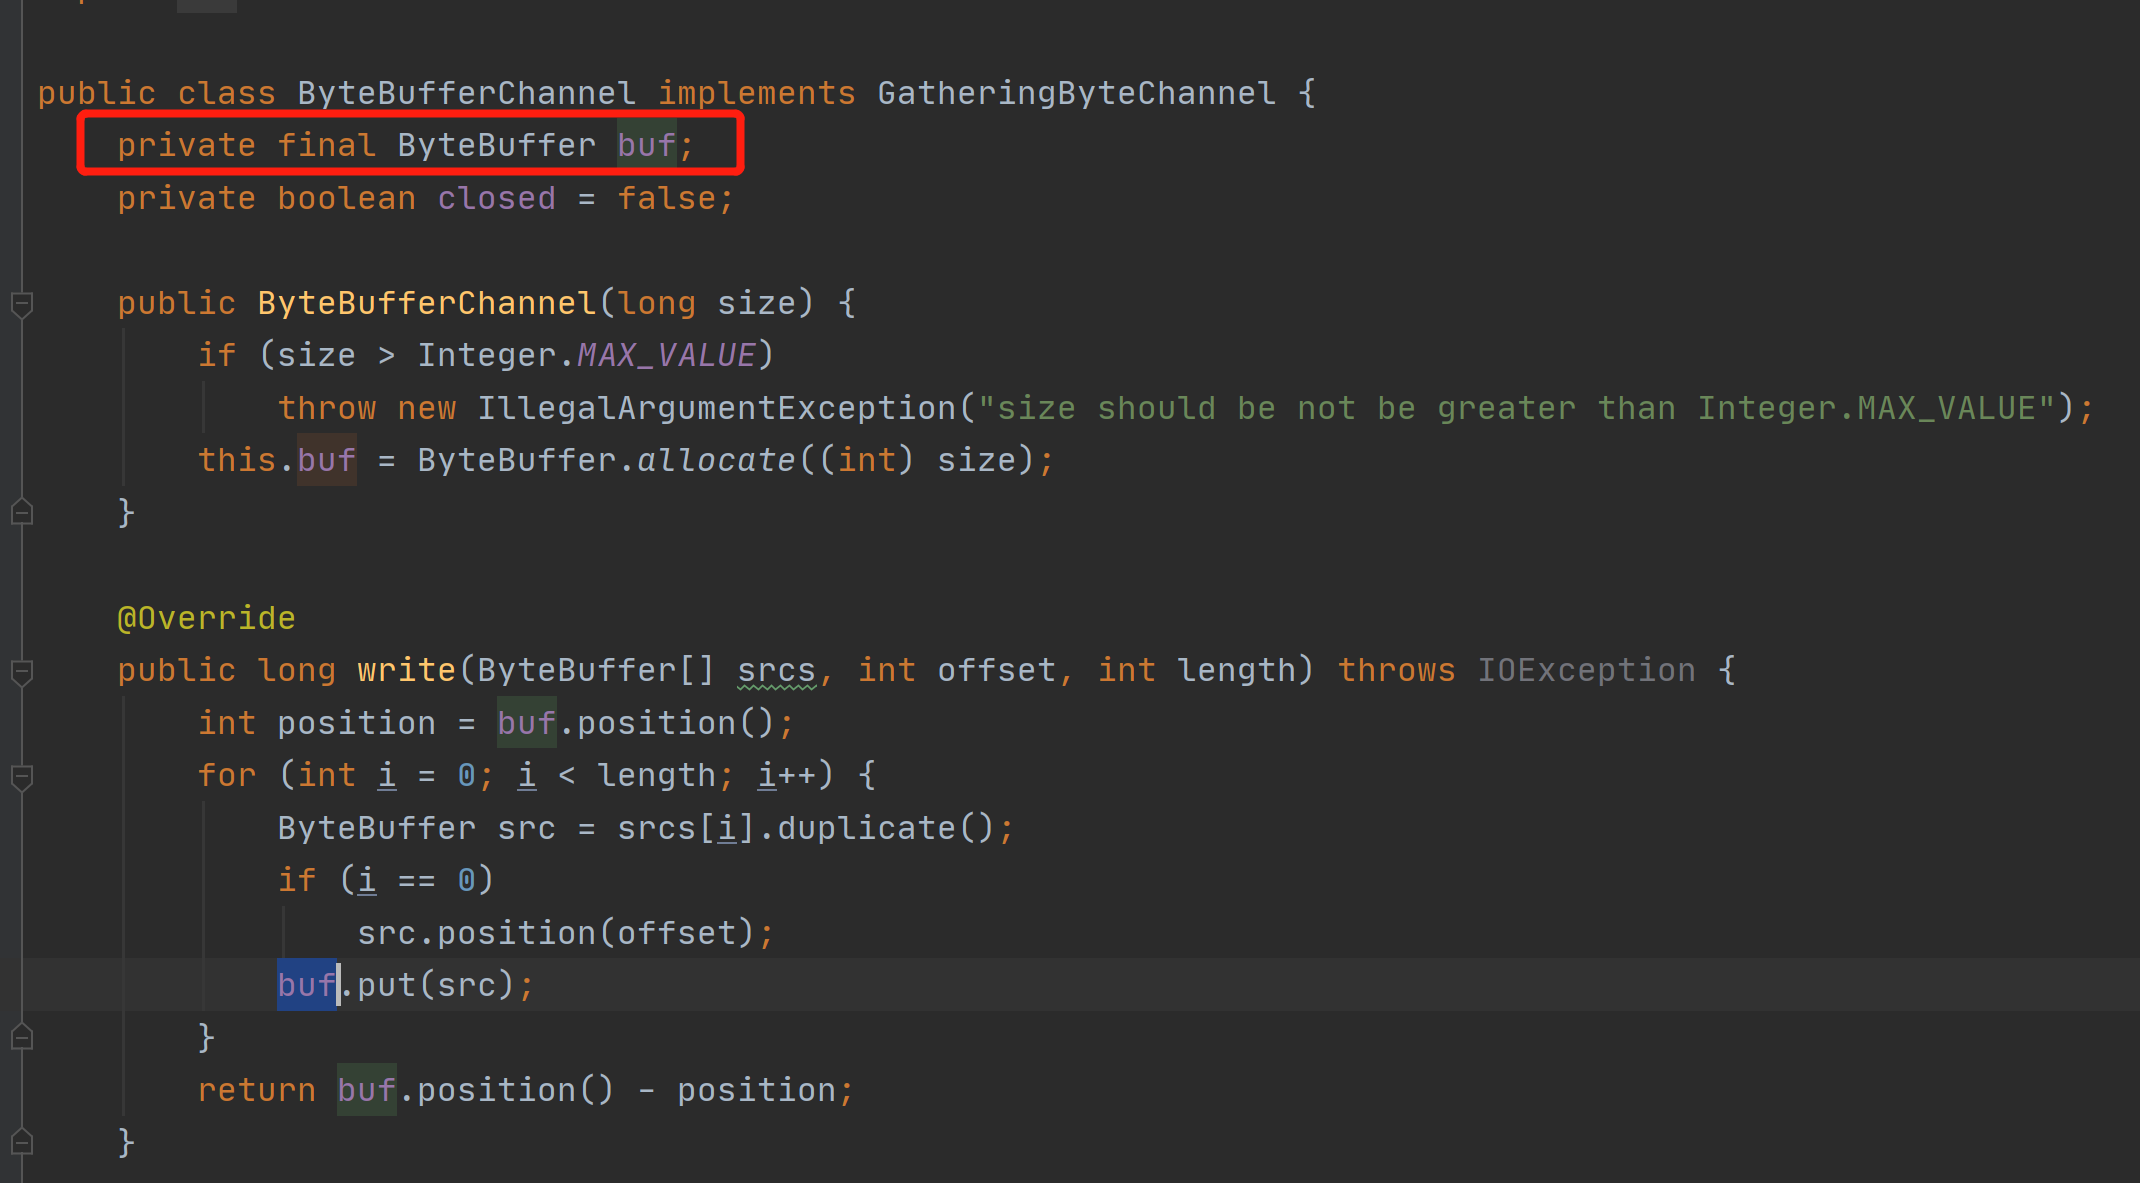 public class ByteBufferChannel implements GatheringByteChannel {
private final ByteBuffer buf;
private boolean closed = false;
public ByteBufferChannel(long size) {
if (size > Integer.MAX_VALUE)
throw new IllegalArgumentException("size should be not be greater than Integer.MAX_VALUE");
this.buf = ByteBuffer.allocate((int) size);
}
@Override
public long write(ByteBuffer[] srcs, int offset, int length) throws IOException {
int position = buf.position();
for (int i = 0; i < length; i++) {
ByteBuffer src = srcs[i].duplicate();
if (i == 0)
src.position(offset);
buf.put(src);
}
return buf.position() - position;
}